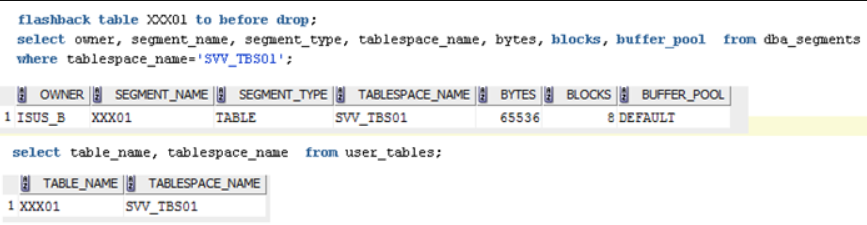 flashback table XXX01 to before drop;
select owner, segment_name, segment_type, tablespace_name, bytes, blocks, buffer_pool from dba_segments
where tablespace_name='SVV_TBS01';
OWNER SEGMENT_NAME SEGMENT_TYPE TABLESPACE_NAME BYTES BLOCKS BUFFER_POOL
1 ISUS_B XXX01 TABLE SVV_TBS01 65536 8 DEFAULT
select table_name, tablespace_name from user_tables;
TABLE_NAME TABLESPACE_NAME
1 XXX01 SVV_TBS01